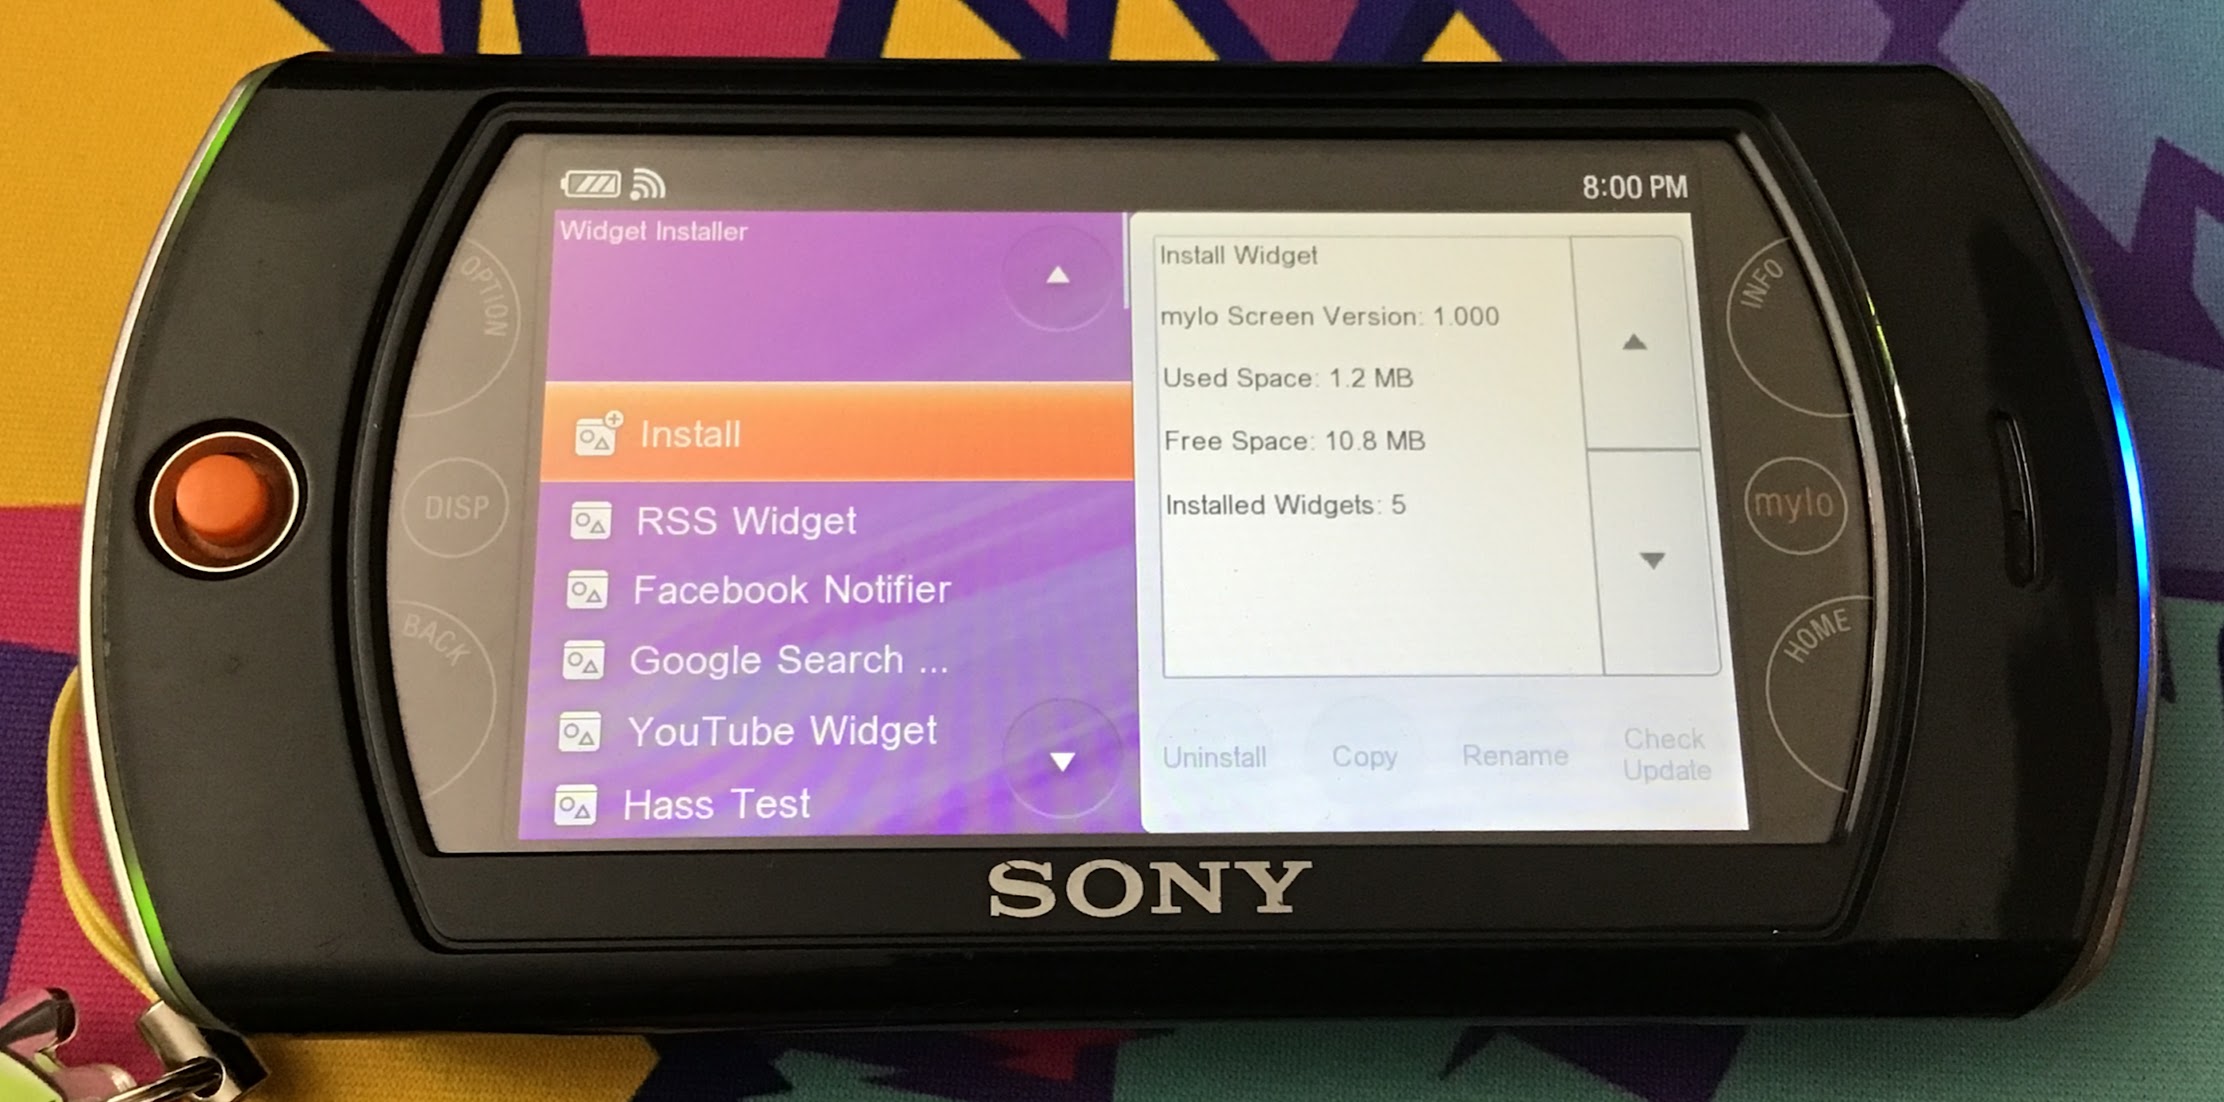 8:00 PM
Widget Installer
Install
RSS Widget
Facebook Notifier
Google Search ...
YouTube Widget
Hass Test
Install Widget
mylo Screen Version: 1.000
Used Space: 1.2 MB
Free Space: 10.8 MB
Installed Widgets: 5
Uninstall
Copy
Rename
Check
Update
OPTION
DISP
BACK
INFO
mylo
HOME
SONY